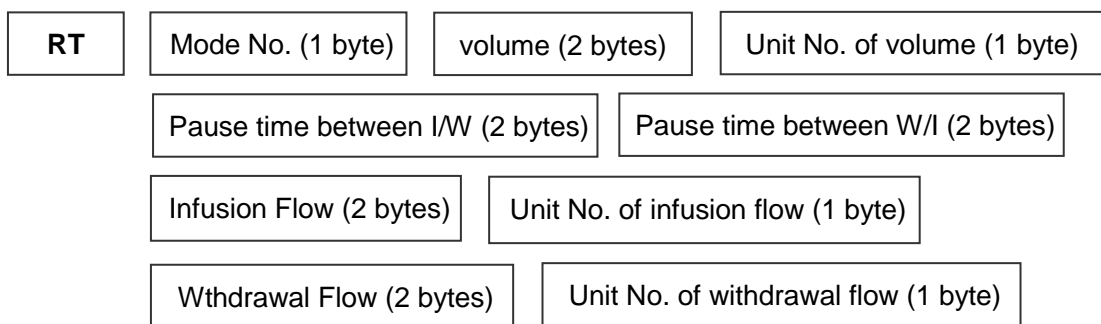 RT Mode No. (1 byte) volume (2 bytes) Unit No. of volume (1 byte)
Pause time between I/W (2 bytes) Pause time between W/I (2 bytes)
Infusion Flow (2 bytes) Unit No. of infusion flow (1 byte)
Wthdrawal Flow (2 bytes) Unit No. of withdrawal flow (1 byte)